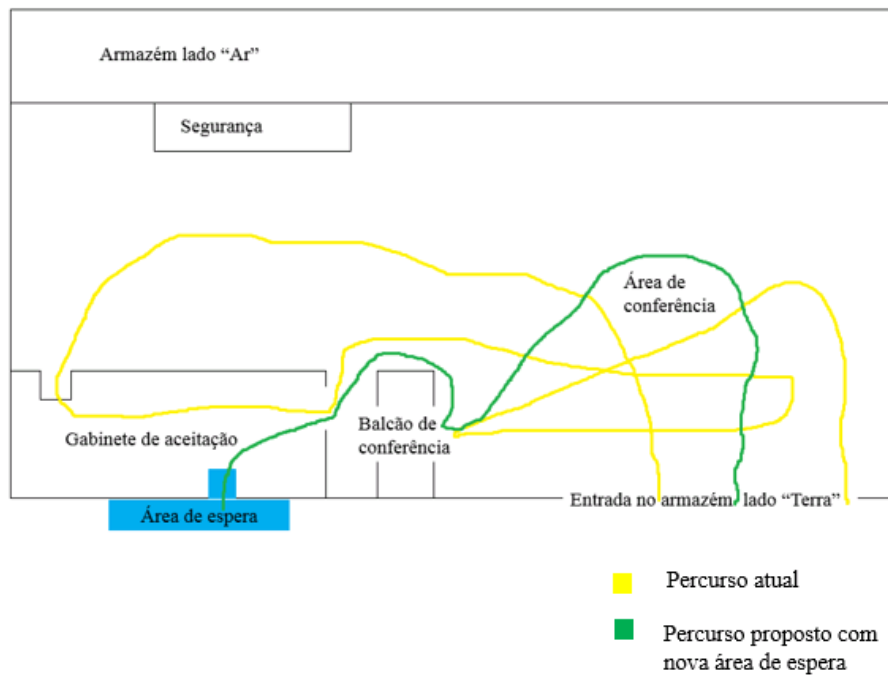 Armazém lado “Ar”
Segurança
Área de
conferência
Gabinete de aceitação
Balcão de
conferência
Entrada no armazém, lado “Terra”
Área de espera
Percurso atual
Percurso proposto com
nova área de espera